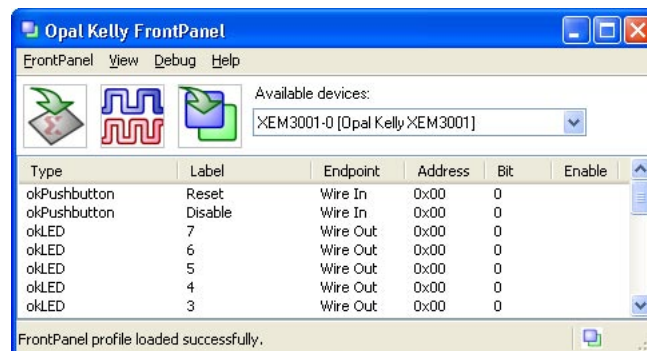 Opal Kelly FrontPanel
FrontPanel View Debug Help
Available devices:
XEM3001-0 [Opal Kelly XEM3001]
Type Label Endpoint Address Bit Enable
okPushbutton Reset Wire In 0x00 0
okPushbutton Disable Wire In 0x00 0
okLED 7 Wire Out 0x00 0
okLED 6 Wire Out 0x00 0
okLED 5 Wire Out 0x00 0
okLED 4 Wire Out 0x00 0
okLED 3 Wire Out 0x00 0
FrontPanel profile loaded successfully.